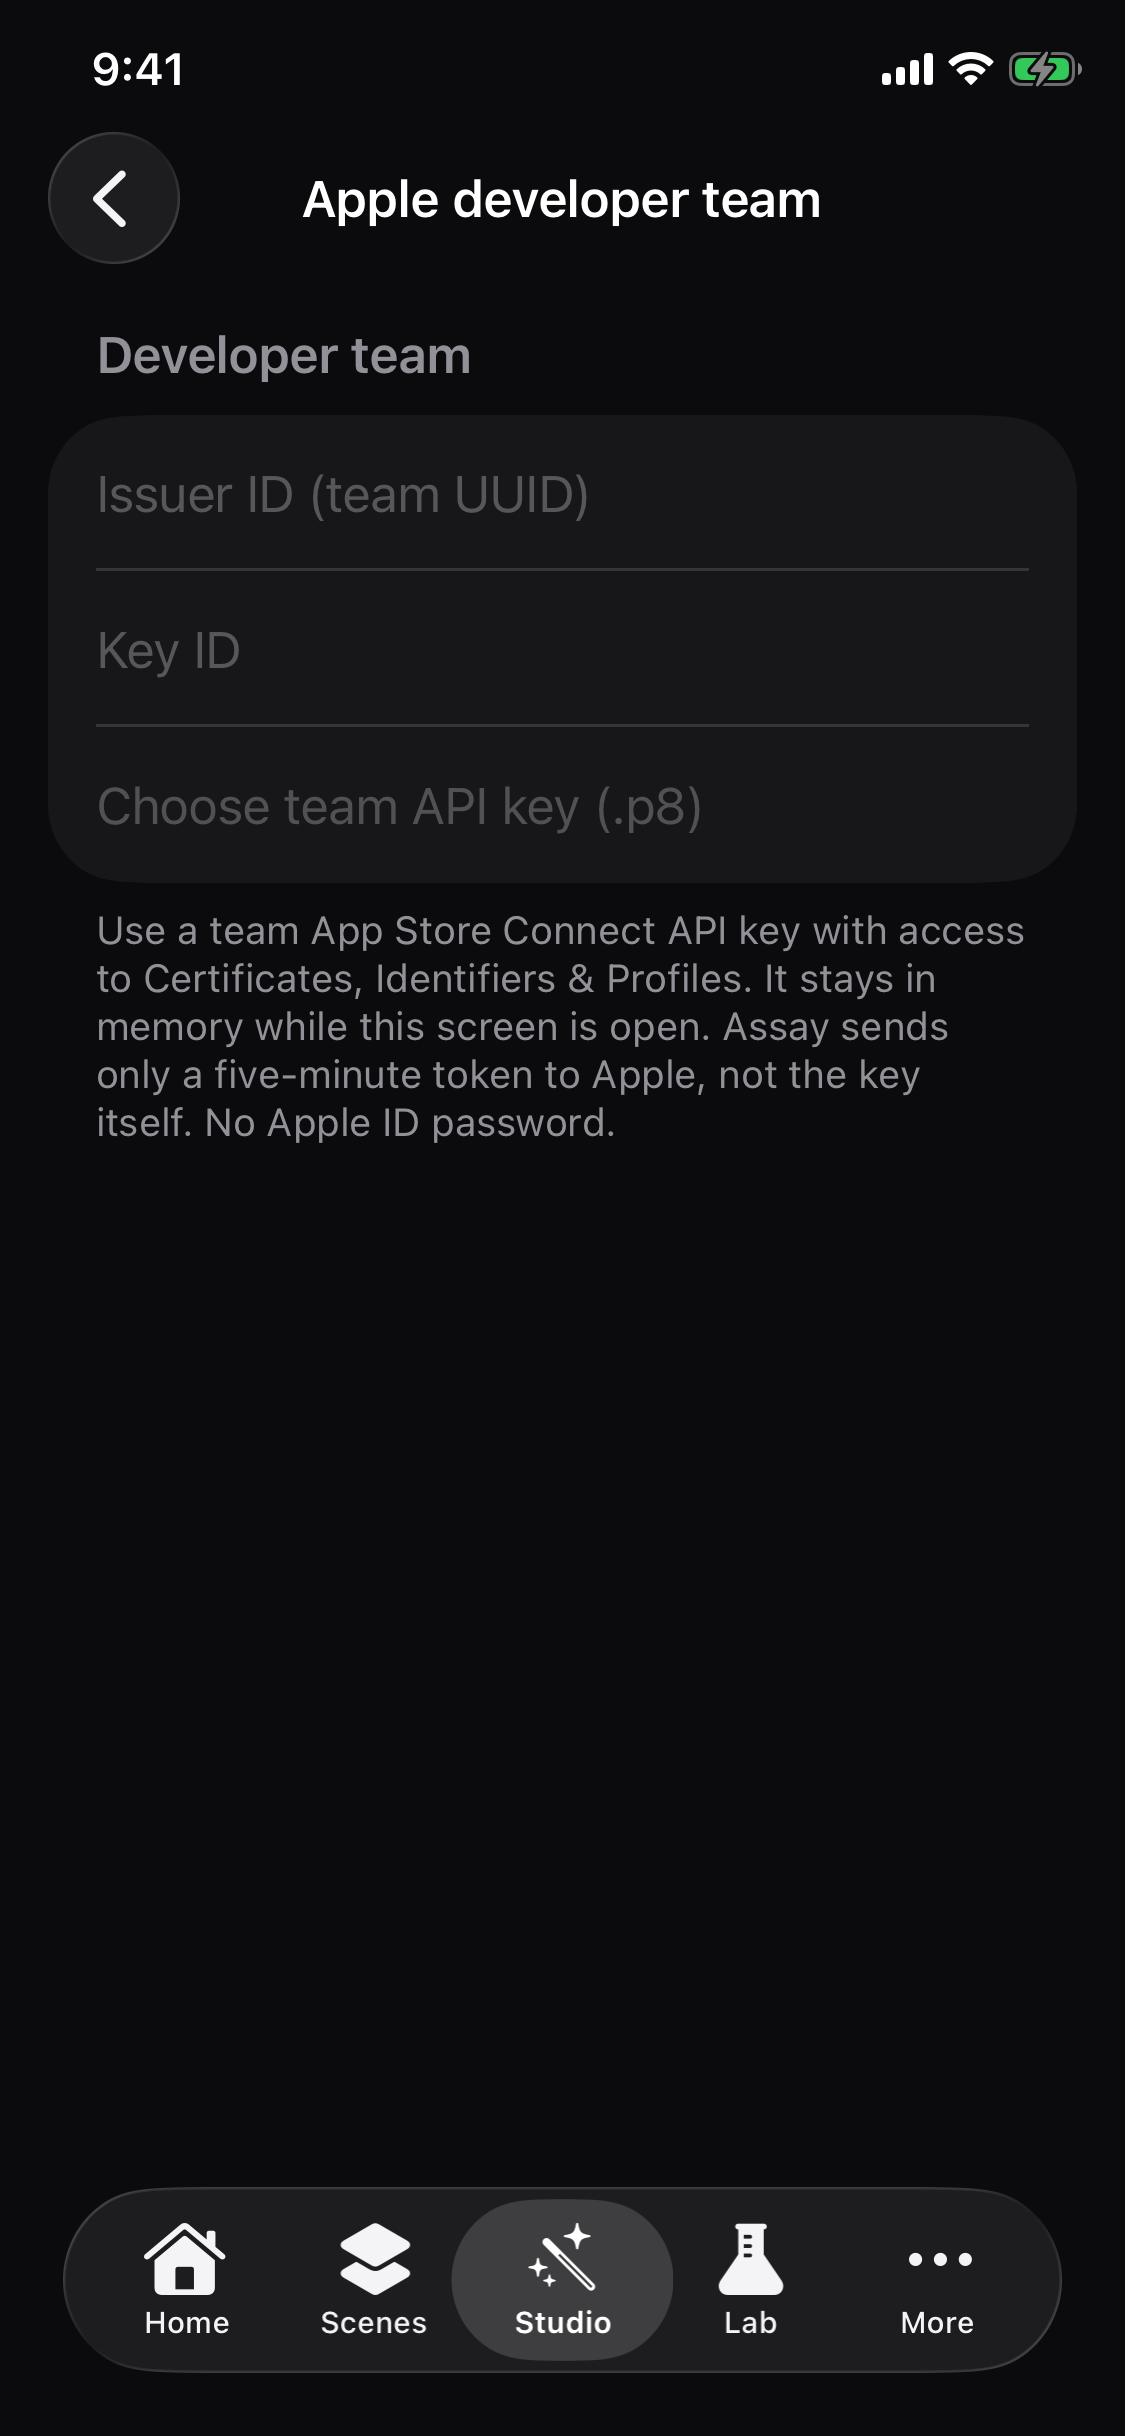 9:41
Apple developer team
Developer team
Issuer ID (team UUID)
Key ID
Choose team API key (.p8)
Use a team App Store Connect API key with access
to Certificates, Identifiers & Profiles. It stays in
memory while this screen is open. Assay sends
only a five-minute token to Apple, not the key
itself. No Apple ID password.
Home
Scenes
Studio
Lab
More